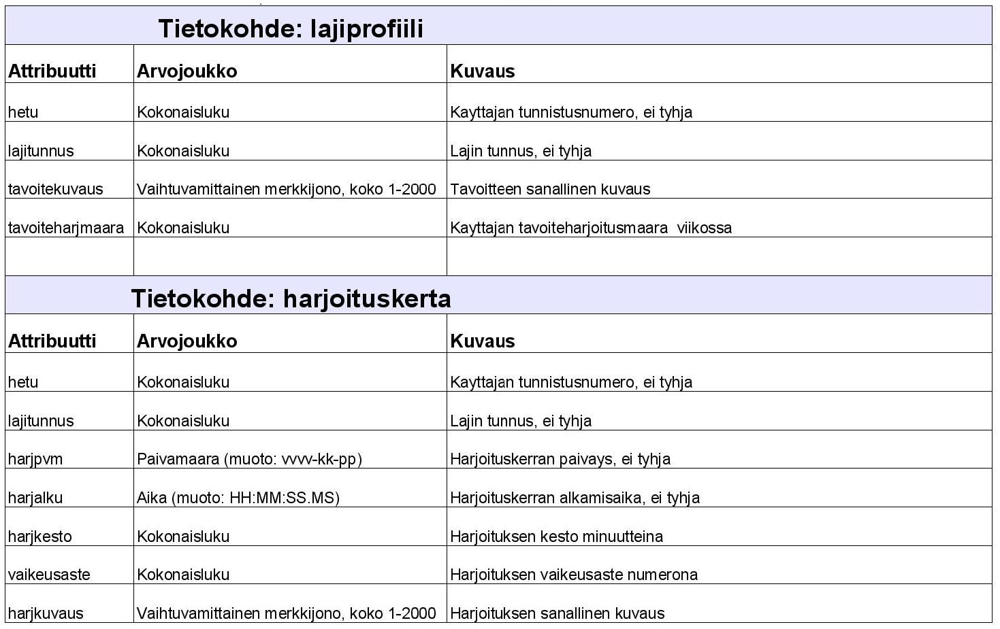 Tietokohde: lajiprofiili
Attribuutti Arvojoukko Kuvaus
hetu Kokonaisluku Kayttajan tunnistusnumero, ei tyhja
lajitunnus Kokonaisluku Lajin tunnus, ei tyhja
tavoitekuvaus Vaihtuvamittainen merkkijono, koko 1-2000 Tavoitteen sanallinen kuvaus
tavoiteharjmaara Kokonaisluku Kayttajan tavoiteharjoitusmaara viikossa
Tietokohde: harjoituskerta
Attribuutti Arvojoukko Kuvaus
hetu Kokonaisluku Kayttajan tunnistusnumero, ei tyhja
lajitunnus Kokonaisluku Lajin tunnus, ei tyhja
harjpvm Paivamaara (muoto: vvvv-kk-pp) Harjoituskerran paivays, ei tyhja
harjalku Aika (muoto: HH:MM:SS.MS) Harjoituskerran alkamisaika, ei tyhja
harjkesto Kokonaisluku Harjoituksen kesto minuutteina
vaikeusaste Kokonaisluku Harjoituksen vaikeusaste numerona
harjkuvaus Vaihtuvamittainen merkkijono, koko 1-2000 Harjoituksen sanallinen kuvaus